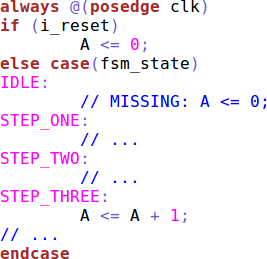 always @(posedge clk)
if (i_reset)
        A <= 0;
else case(fsm_state)
IDLE:
        // MISSING: A <= 0;
STEP_ONE:
        // ...
STEP_TWO:
        // ...
STEP_THREE:
        A <= A + 1;
// ...
endcase